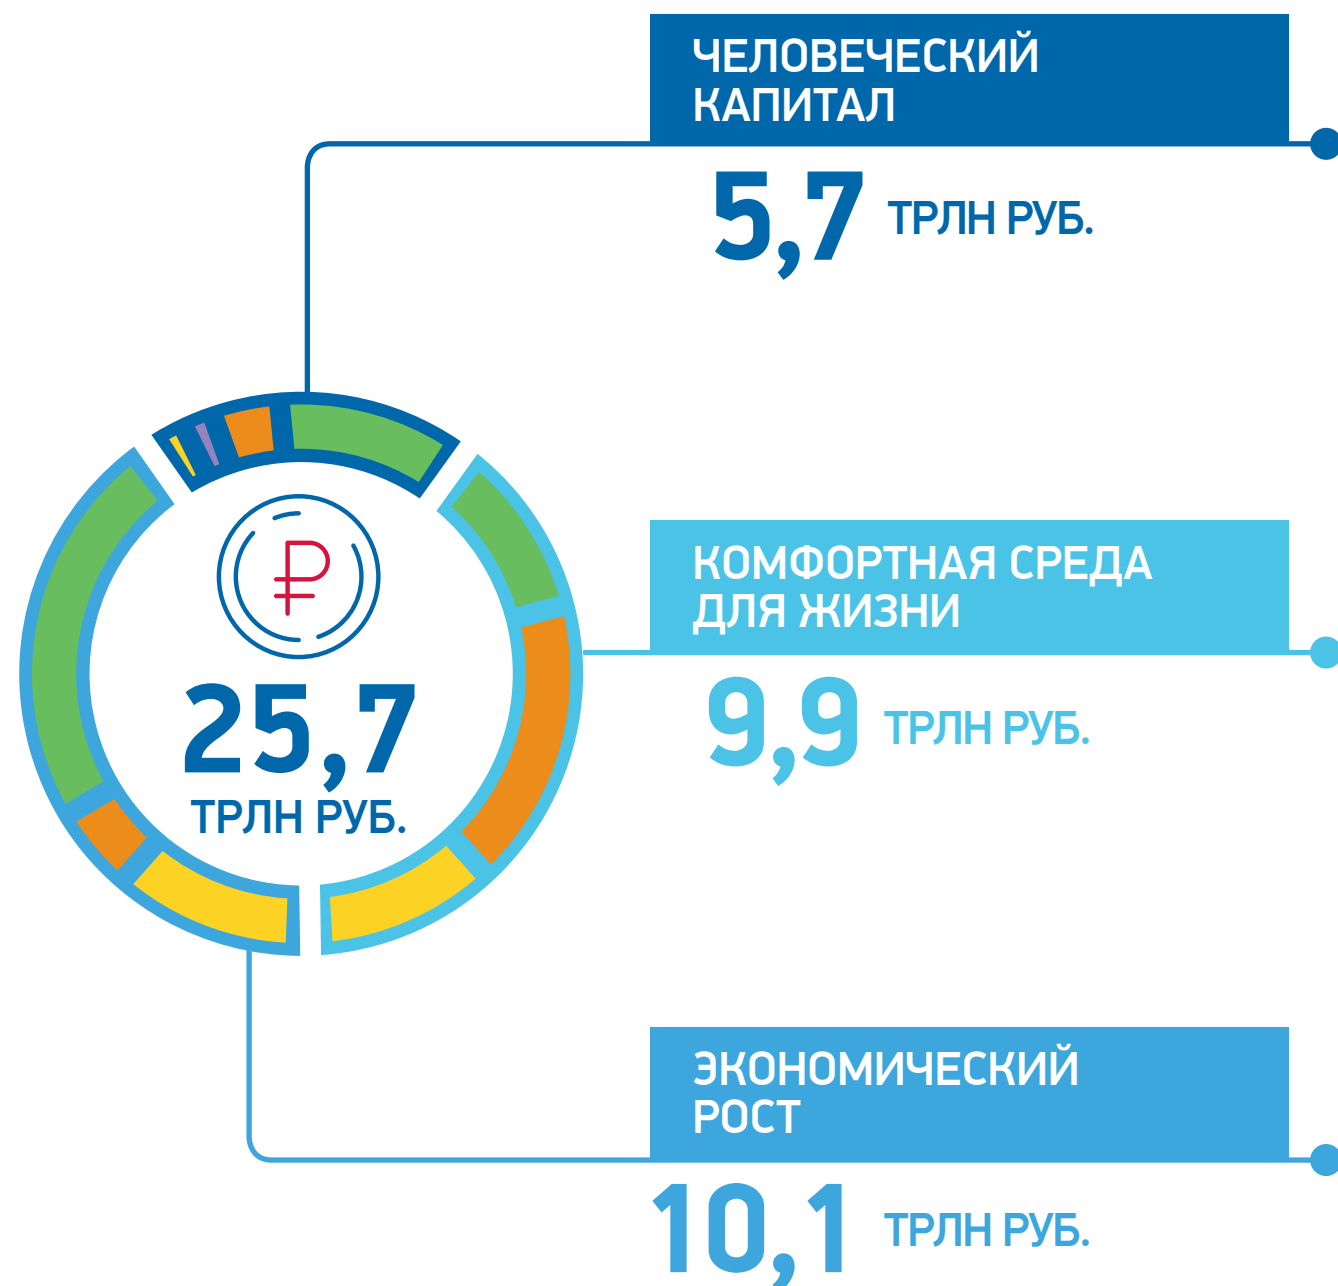 ЧЕЛОВЕЧЕСКИЙ
КАПИТАЛ
5,7 ТРЛН РУБ.
25,7
ТРЛН РУБ.
КОМФОРТНАЯ СРЕДА
ДЛЯ ЖИЗНИ
9,9 ТРЛН РУБ.
ЭКОНОМИЧЕСКИЙ
РОСТ
10,1 ТРЛН РУБ.